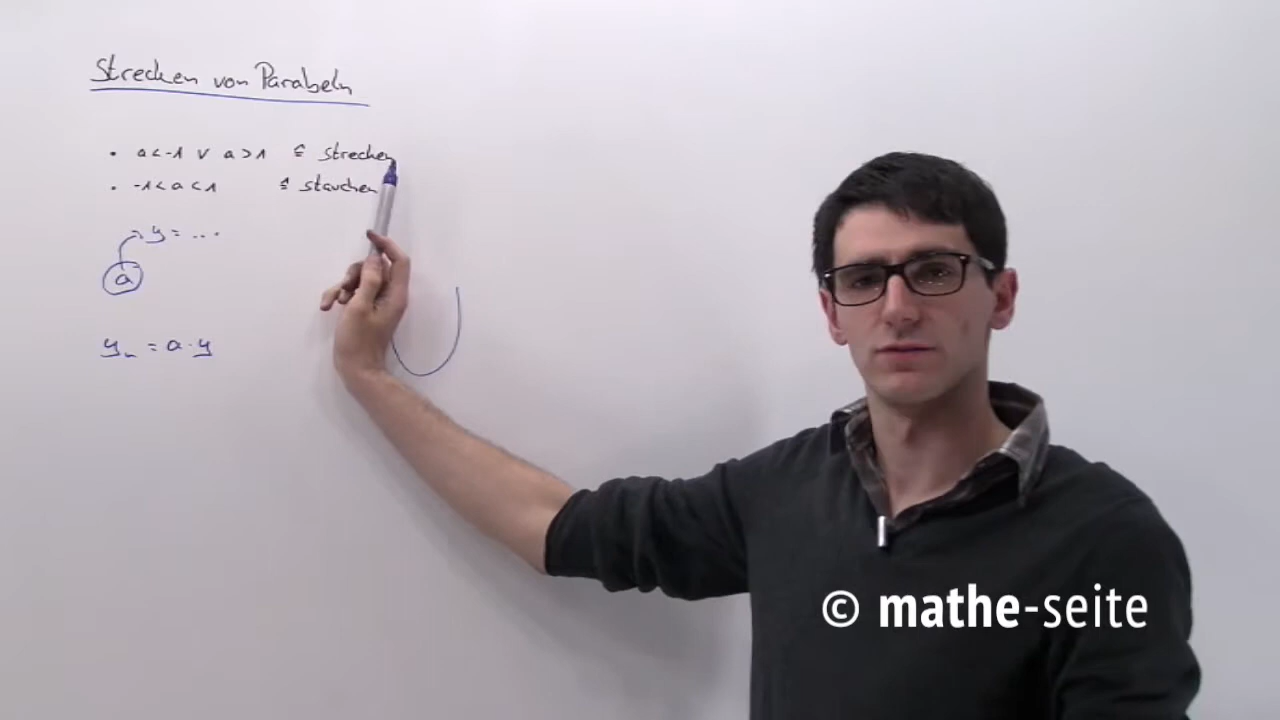 Strecken von Parabeln
• a<-1 ∨ a>1 ≙ strecken
• -1<a<1 ≙ stauchen
y = ...
a
yₙ = a·y
© mathe-seite